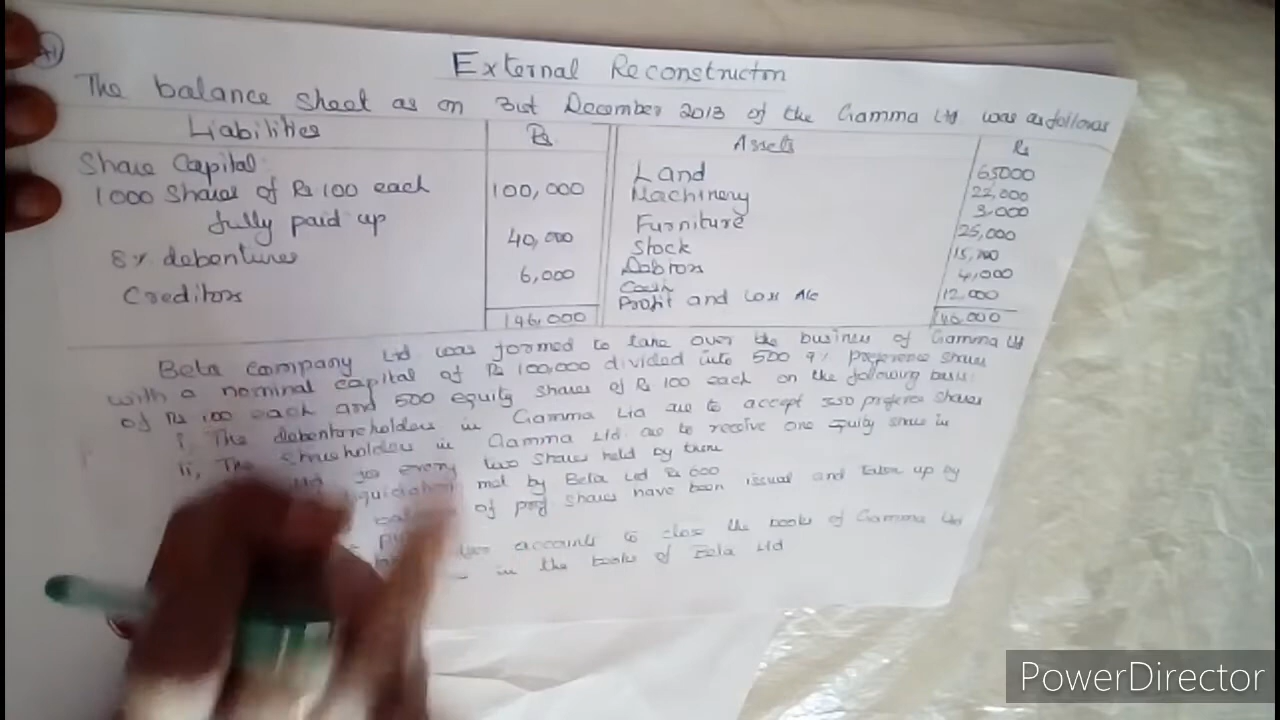 External Reconstructon
The balance sheet as on 31st December 2013 of the Gamma Ltd was as follows
Liabilities Rs. Assets Rs
Share Capital: Land 65000
1000 Shares of Rs 100 each 100,000 Machinery 22,000
fully paid up Furniture 3,000
8% debentures 40,000 Stock 25,000
Creditors 6,000 Debtors
Cash 4,000
Profit and Loss A/c 12,000
146,000 146,000
Beta Company Ltd was formed to take over the business of Gamma Ltd
with a nominal capital of Rs 100,000 divided into 500 9% preference shares
of Rs 100 each and 500 equity shares of Rs 100 each on the following basis:
i, The debentureholders in Gamma Ltd are to accept 350 shares
ii, The Shareholders in Gamma Ltd. are to receive one equity share in
Ltd for every two shares held by them
liquidation met by Beta Ltd Rs 600
of pref shares have been issued and taken up by
accounts to close the books of Gamma Ltd
in the books of Beta Ltd
PowerDirector